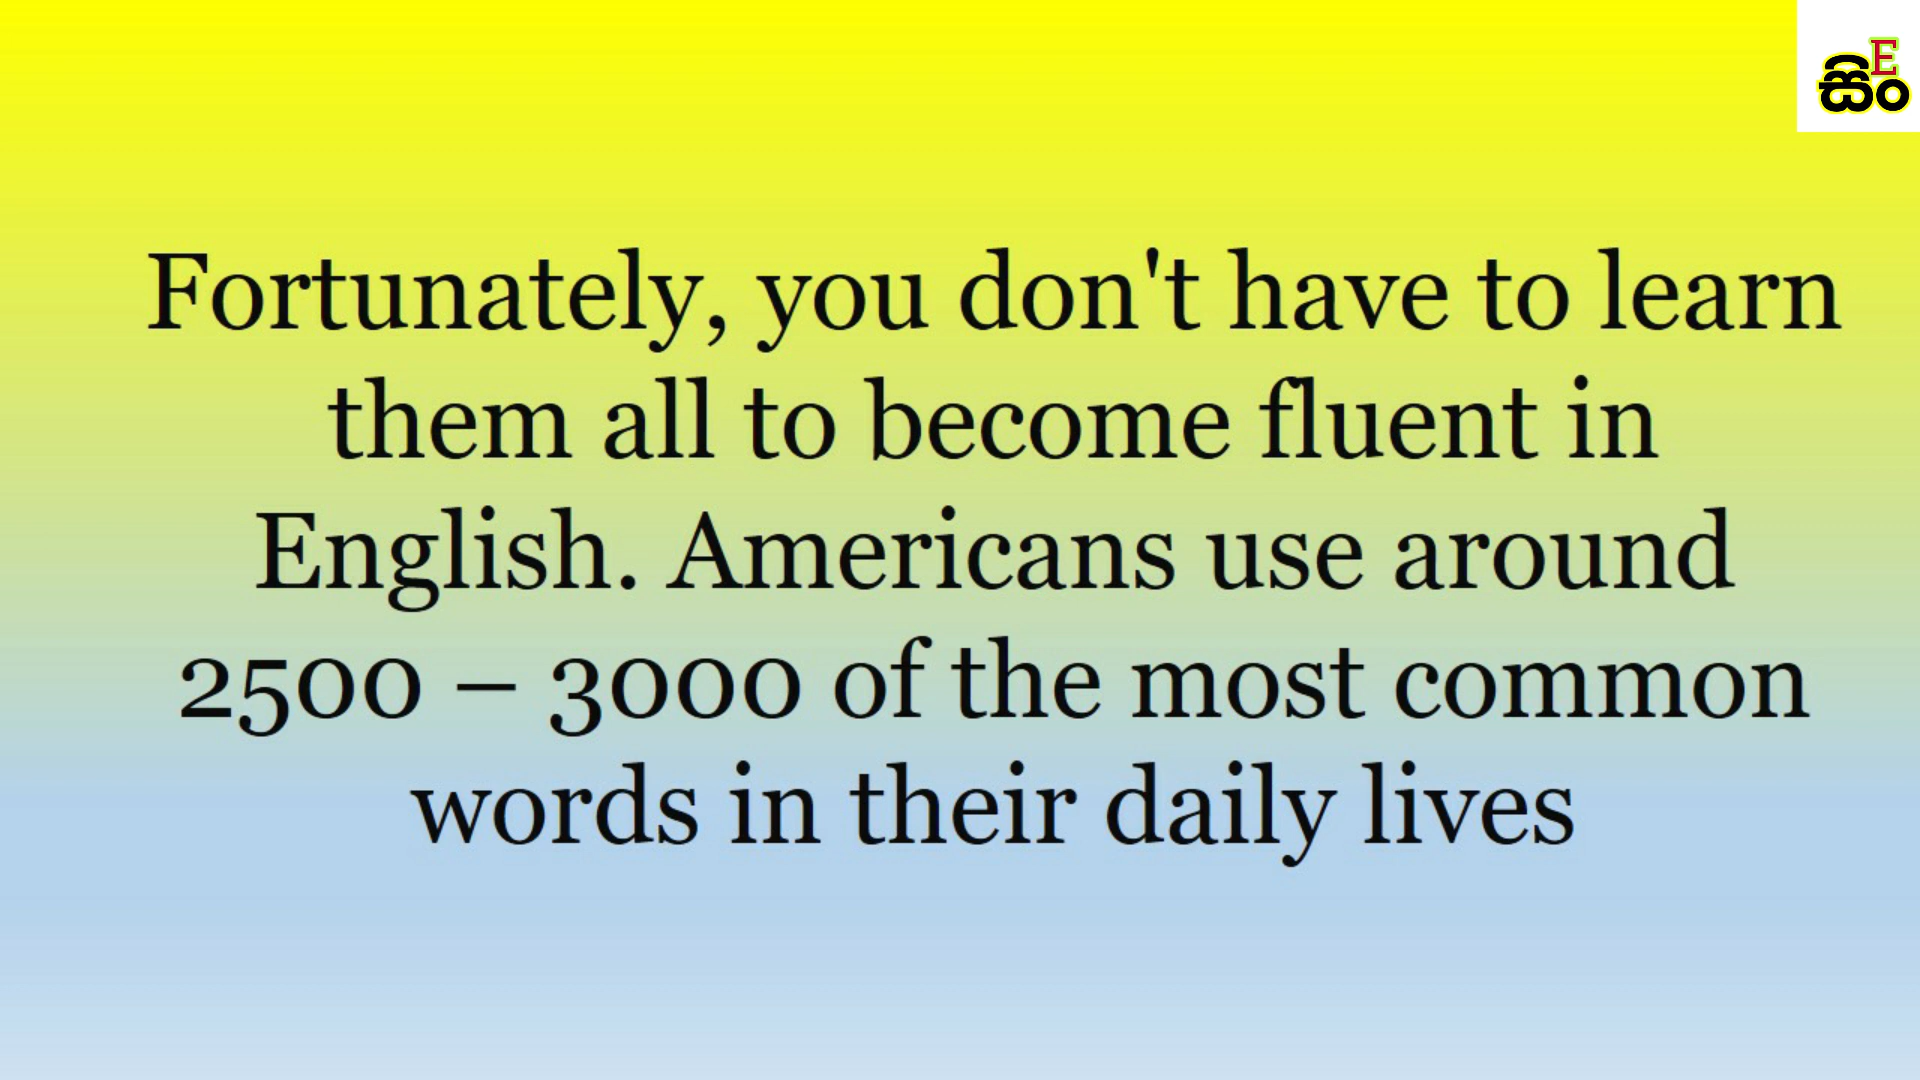 E
සිං
Fortunately, you don't have to learn
them all to become fluent in
English. Americans use around
2500 – 3000 of the most common
words in their daily lives